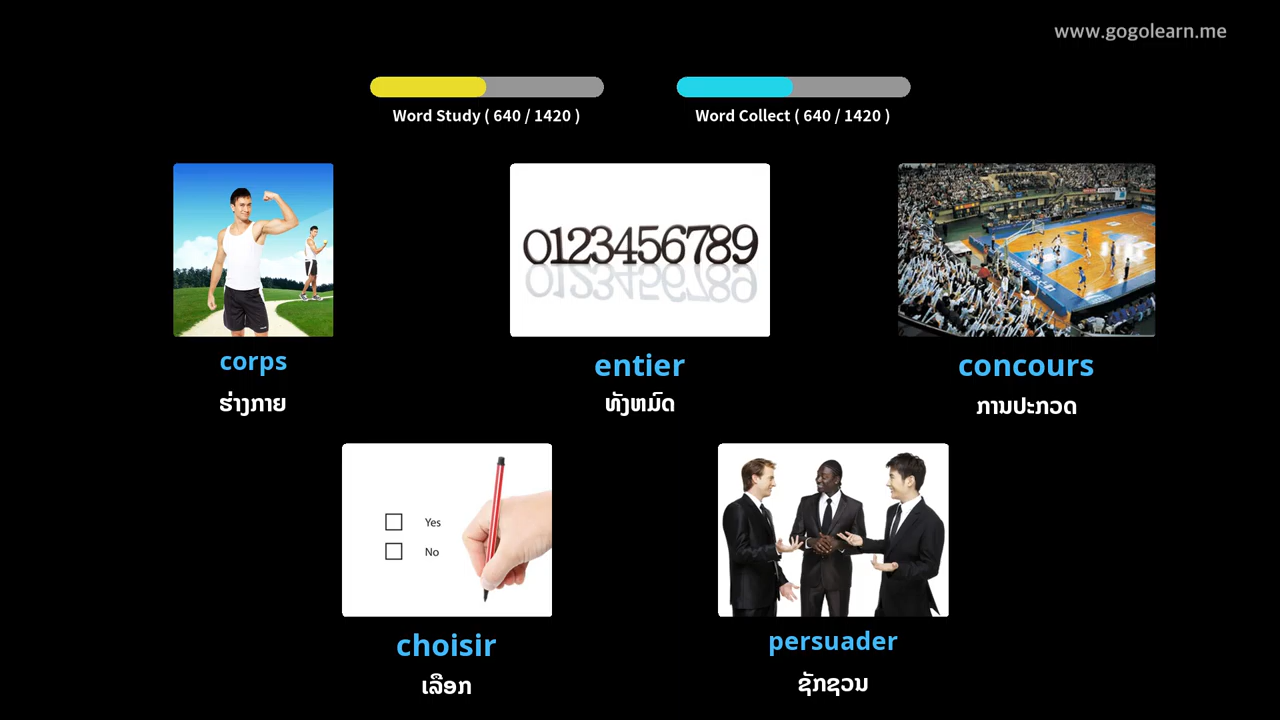 www.gogolearn.me
Word Study ( 640 / 1420 )
Word Collect ( 640 / 1420 )
0123456789
corps
entier
concours
ຮ່າງກາຍ
ທັງຫມົດ
ການປະກວດ
Yes
No
choisir
persuader
ເລືອກ
ຊັກຊວນ